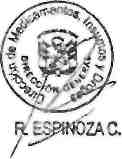 Dirección de Medicamentos, Insumos y Drogas
DIRECCIÓN GENERAL
R. ESPINOZA C.